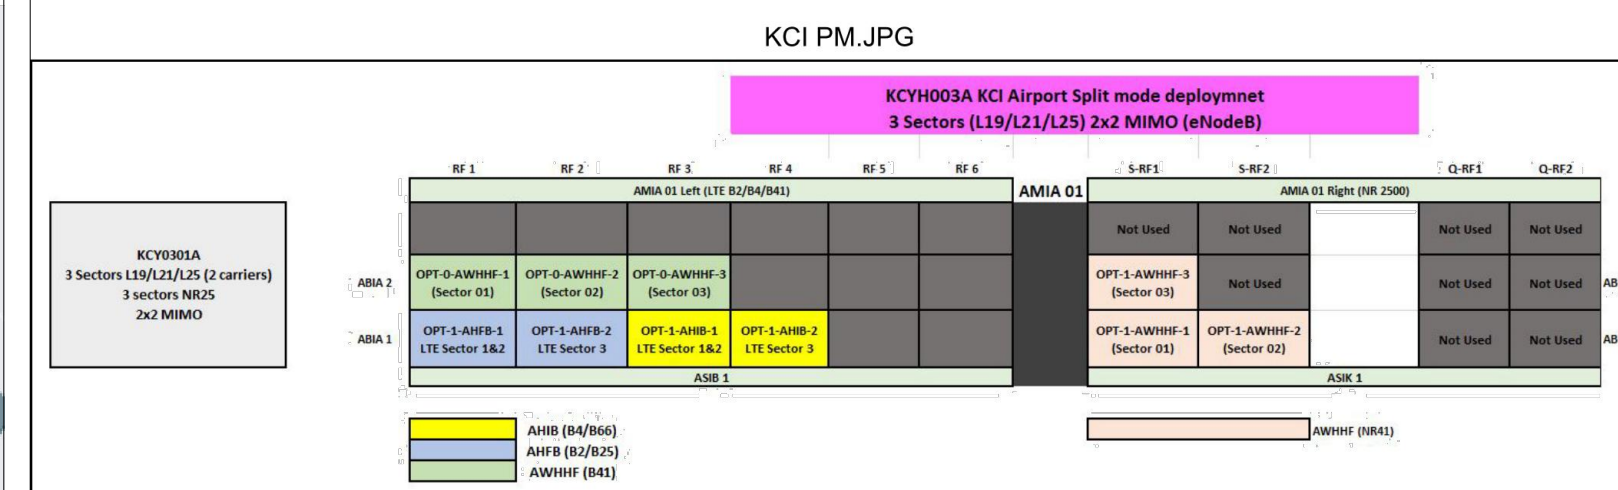 KCI PM.JPG
KCYH003A KCI Airport Split mode deploymnet
3 Sectors (L19/L21/L25) 2x2 MIMO (eNodeB)
RF 1 RF 2 RF 3 RF 4 RF 5 RF 6 S-RF1 S-RF2 Q-RF1 Q-RF2
AMIA 01 Left (LTE B2/B4/B41) AMIA 01 AMIA 01 Right (NR 2500)
KCY0301A
3 Sectors L19/L21/L25 (2 carriers)
3 sectors NR25
2x2 MIMO
Not Used Not Used Not Used Not Used
ABIA 2
OPT-0-AWHHF-1
(Sector 01)
OPT-0-AWHHF-2
(Sector 02)
OPT-0-AWHHF-3
(Sector 03)
OPT-1-AWHHF-3
(Sector 03)
Not Used Not Used Not Used AB
ABIA 1
OPT-1-AHFB-1
LTE Sector 1&2
OPT-1-AHFB-2
LTE Sector 3
OPT-1-AHIB-1
LTE Sector 1&2
OPT-1-AHIB-2
LTE Sector 3
OPT-1-AWHHF-1
(Sector 01)
OPT-1-AWHHF-2
(Sector 02)
Not Used Not Used AB
ASIB 1 ASIK 1
AHIB (B4/B66)
AHFB (B2/B25)
AWHHF (B41)
AWHHF (NR41)